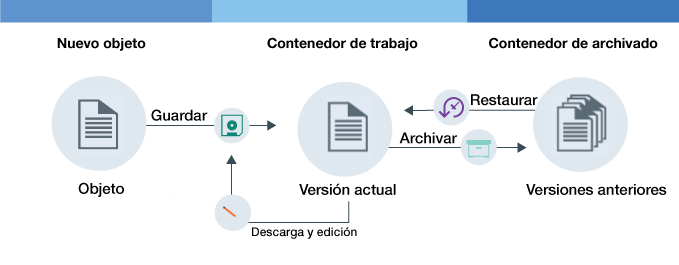 Nuevo objeto
Contenedor de trabajo
Contenedor de archivado
Guardar
Restaurar
Archivar
Objeto
Versión actual
Versiones anteriores
Descarga y edición